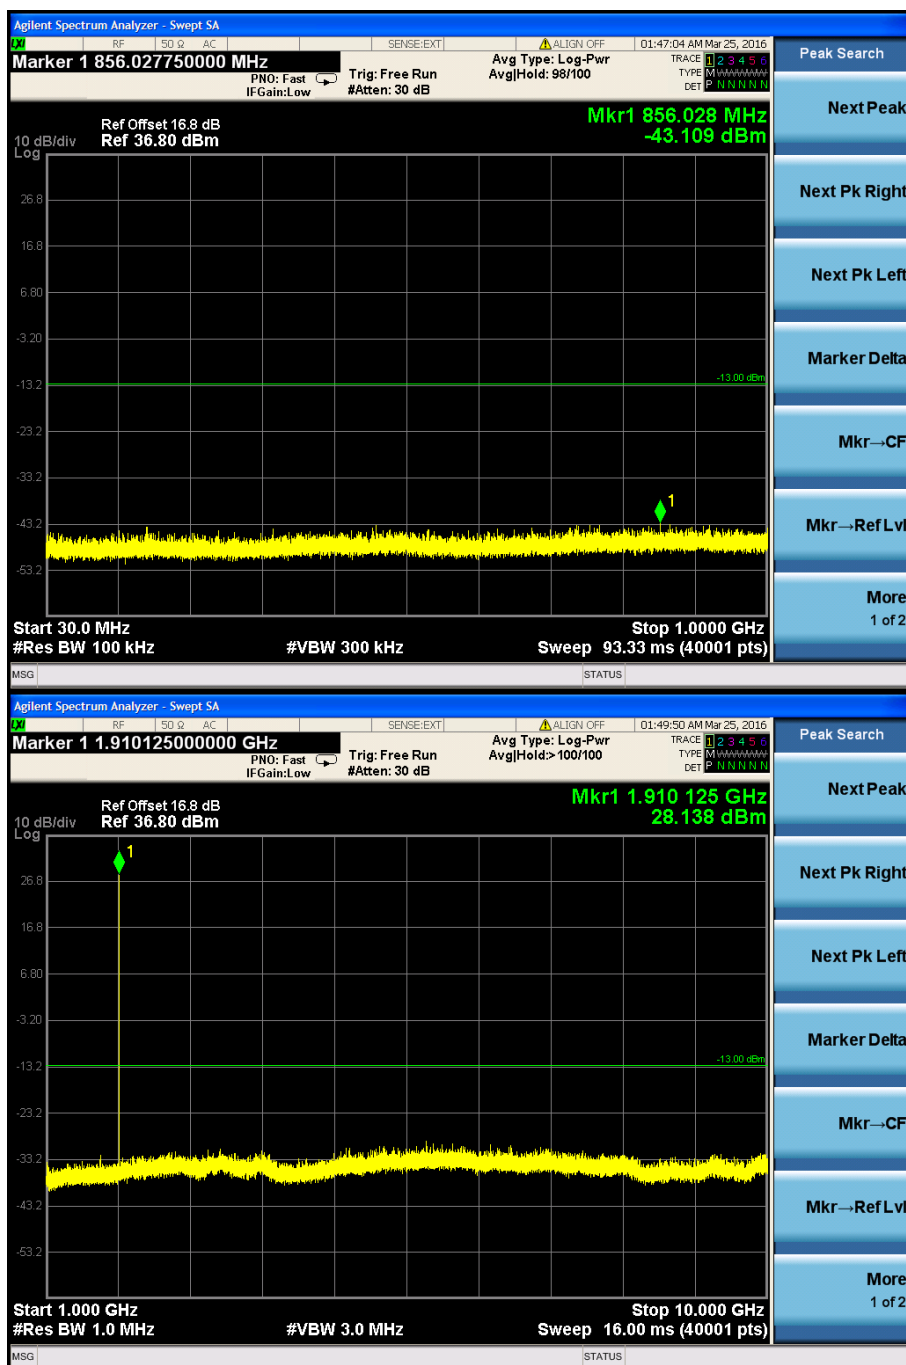 Agilent Spectrum Analyzer - Swept SA
LXI RF 50 Ω AC SENSE:EXT ALIGN OFF 01:47:04 AM Mar 25, 2016
Marker 1 856.027750000 MHz
PNO: Fast
IFGain:Low
Trig: Free Run
#Atten: 30 dB
Avg Type: Log-Pwr
Avg|Hold: 98/100
TRACE 1 2 3 4 5 6
TYPE M WWWWW
DET P N N N N N
Mkr1 856.028 MHz
-43.109 dBm
Ref Offset 16.8 dB
10 dB/div Ref 36.80 dBm
Log
26.8
16.8
6.80
-3.20
-13.2
-13.00 dBm
-23.2
-33.2
-43.2
1
-53.2
Start 30.0 MHz Stop 1.0000 GHz
#Res BW 100 kHz #VBW 300 kHz Sweep 93.33 ms (40001 pts)
MSG STATUS
Peak Search
Next Peak
Next Pk Right
Next Pk Left
Marker Delta
Mkr→CF
Mkr→Ref Lvl
More
1 of 2
Agilent Spectrum Analyzer - Swept SA
LXI RF 50 Ω AC SENSE:EXT ALIGN OFF 01:49:50 AM Mar 25, 2016
Marker 1 1.910125000000 GHz
PNO: Fast
IFGain:Low
Trig: Free Run
#Atten: 30 dB
Avg Type: Log-Pwr
Avg|Hold:>100/100
TRACE 1 2 3 4 5 6
TYPE M WWWWW
DET P N N N N N
Mkr1 1.910 125 GHz
28.138 dBm
Ref Offset 16.8 dB
10 dB/div Ref 36.80 dBm
Log
1
26.8
16.8
6.80
-3.20
-13.2
-13.00 dBm
-23.2
-33.2
-43.2
-53.2
Start 1.000 GHz Stop 10.000 GHz
#Res BW 1.0 MHz #VBW 3.0 MHz Sweep 16.00 ms (40001 pts)
MSG STATUS
Peak Search
Next Peak
Next Pk Right
Next Pk Left
Marker Delta
Mkr→CF
Mkr→Ref Lvl
More
1 of 2